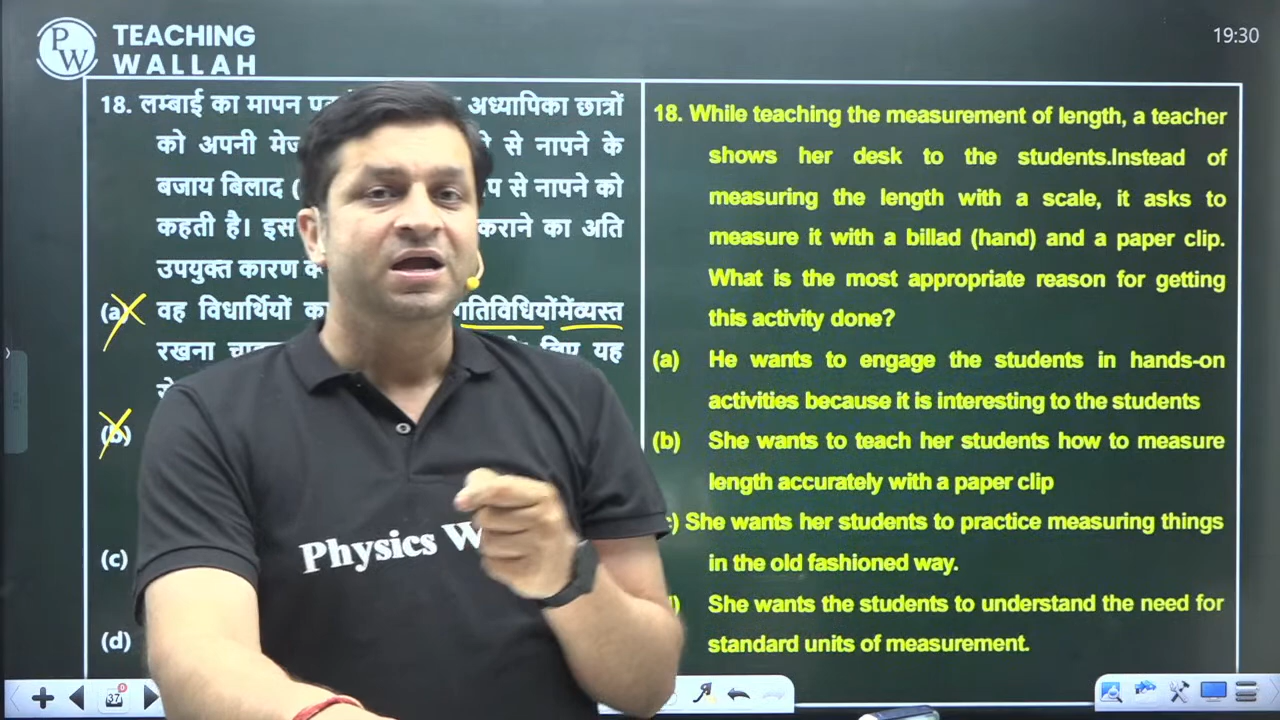 PW
TEACHING
WALLAH
19:30
18. लम्बाई का मापन अध्यापिका छात्रों
को अपनी से नापने के
बजाय बिलाद ( से नापने को
कहती है। इस कराने का अति
उपयुक्त कारण
(a) वह विधार्थियों गतिविधियोंमेंव्यस्त
रखना यह
(b)
(c)
(d)
18. While teaching the measurement of length, a teacher
shows her desk to the students.Instead of
measuring the length with a scale, it asks to
measure it with a billad (hand) and a paper clip.
What is the most appropriate reason for getting
this activity done?
(a) He wants to engage the students in hands-on
activities because it is interesting to the students
(b) She wants to teach her students how to measure
length accurately with a paper clip
) She wants her students to practice measuring things
in the old fashioned way.
) She wants the students to understand the need for
standard units of measurement.
Physics W
37